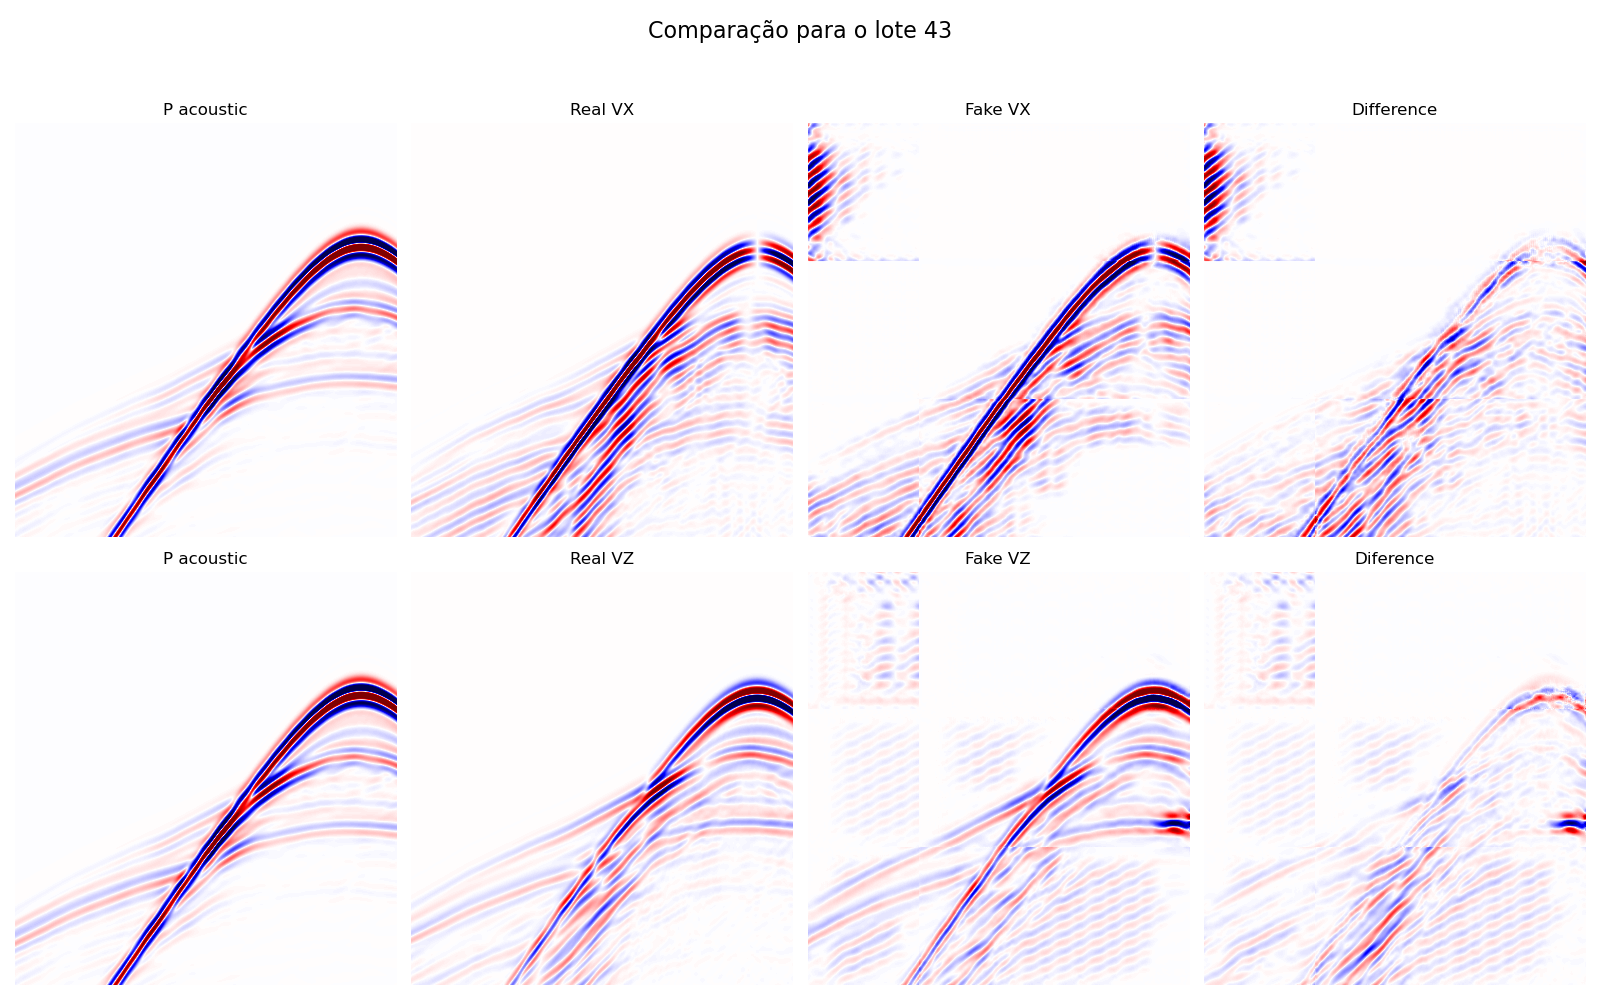 Comparação para o lote 43
P acoustic
Real VX
Fake VX
Difference
P acoustic
Real VZ
Fake VZ
Diference